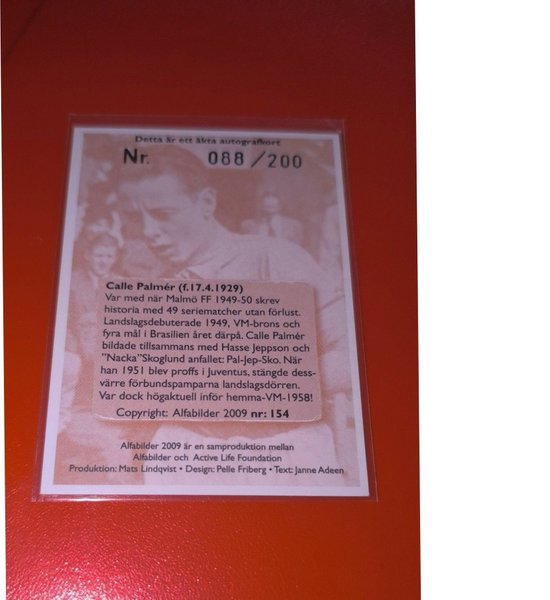 Detta är ett äkta autografkort
Nr. 088/200
Calle Palmér (f.17.4.1929)
Var med när Malmö FF 1949-50 skrev
historia med 49 seriematcher utan förlust.
Landslagsdebuterade 1949, VM-brons och
fyra mål i Brasilien året därpå. Calle Palmér
bildade tillsammans med Hasse Jeppson och
"Nacka"Skoglund anfallet: Pal-Jep-Sko. När
han 1951 blev proffs i Juventus, stängde dess-
värre förbundspamparna landslagsdörren.
Var dock högaktuell inför hemma-VM-1958!
Copyright: Alfabilder 2009 nr: 154
Alfabilder 2009 är en samproduktion mellan
Alfabilder och Active Life Foundation
Produktion: Mats Lindqvist • Design: Pelle Friberg • Text: Janne Adeen